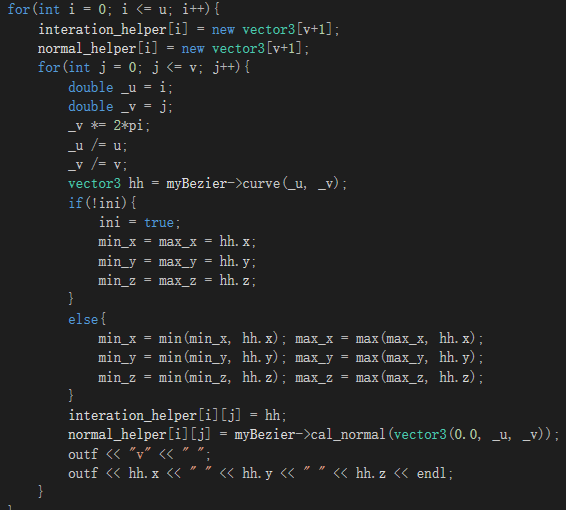 for(int i = 0; i <= u; i++){
    interation_helper[i] = new vector3[v+1];
    normal_helper[i] = new vector3[v+1];
    for(int j = 0; j <= v; j++){
        double _u = i;
        double _v = j;
        _v *= 2*pi;
        _u /= u;
        _v /= v;
        vector3 hh = myBezier->curve(_u, _v);
        if(!ini){
            ini = true;
            min_x = max_x = hh.x;
            min_y = max_y = hh.y;
            min_z = max_z = hh.z;
        }
        else{
            min_x = min(min_x, hh.x); max_x = max(max_x, hh.x);
            min_y = min(min_y, hh.y); max_y = max(max_y, hh.y);
            min_z = min(min_z, hh.z); max_z = max(max_z, hh.z);
        }
        interation_helper[i][j] = hh;
        normal_helper[i][j] = myBezier->cal_normal(vector3(0.0, _u, _v));
        outf << "v" << " ";
        outf << hh.x << " " << hh.y << " " << hh.z << endl;
    }